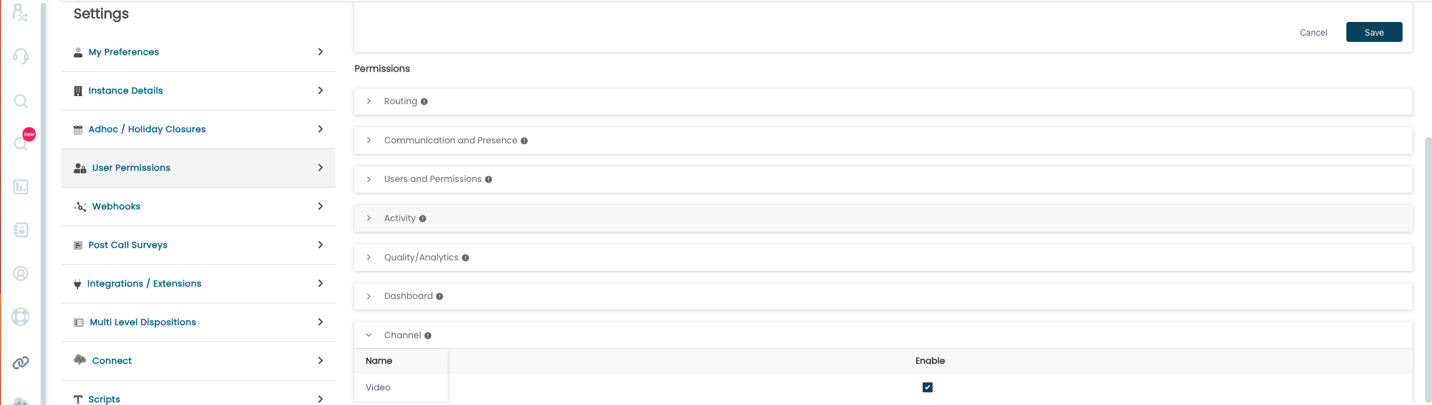 Settings
My Preferences
Instance Details
Adhoc / Holiday Closures
new
User Permissions
Webhooks
Post Call Surveys
Integrations / Extensions
Multi Level Dispositions
Connect
Scripts
Cancel Save
Permissions
Routing
Communication and Presence
Users and Permissions
Activity
Quality/Analytics
Dashboard
Channel
Name Enable
Video